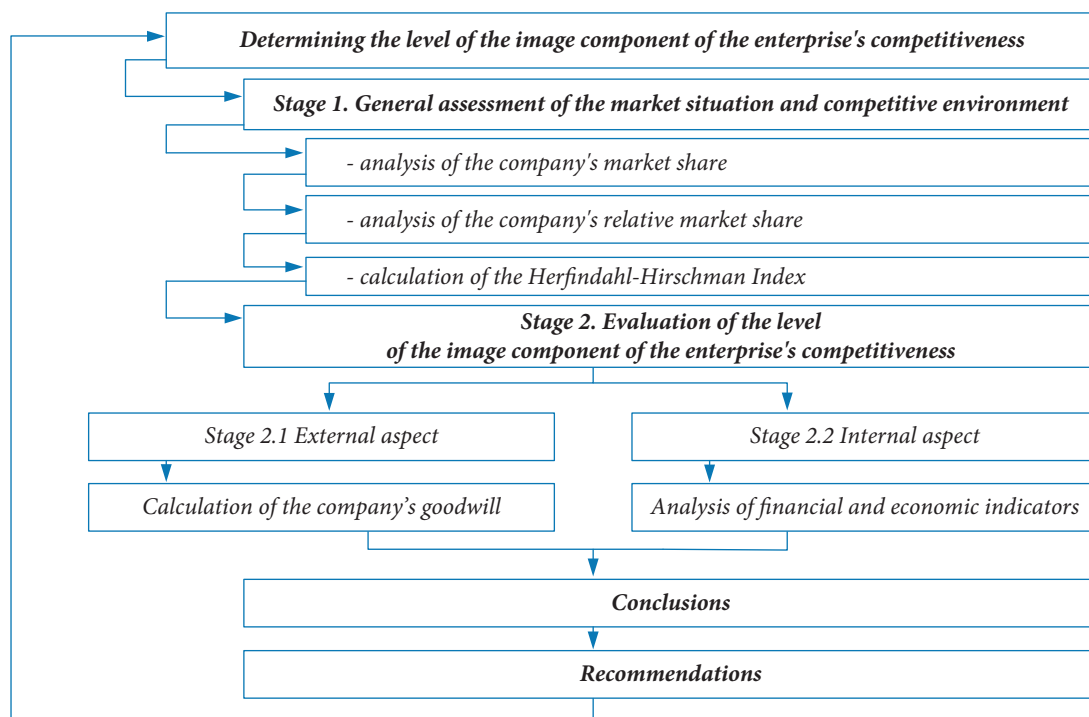 Determining the level of the image component of the enterprise's competitiveness
Stage 1. General assessment of the market situation and competitive environment
- analysis of the company's market share
- analysis of the company's relative market share
- calculation of the Herfindahl-Hirschman Index
Stage 2. Evaluation of the level
of the image component of the enterprise's competitiveness
Stage 2.1 External aspect
Stage 2.2 Internal aspect
Calculation of the company’s goodwill
Analysis of financial and economic indicators
Conclusions
Recommendations